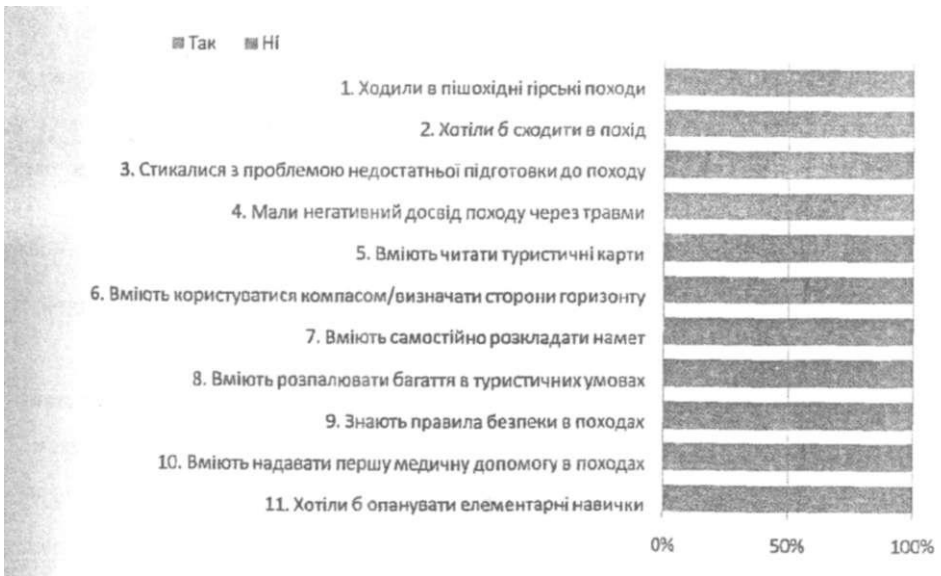 Так Ні
1. Ходили в пішохідні гірські походи
2. Хотіли б сходити в похід
3. Стикалися з проблемою недостатньої підготовки до походу
4. Мали негативний досвід походу через травми
5. Вміють читати туристичні карти
6. Вміють користуватися компасом/визначати сторони горизонту
7. Вміють самостійно розкладати намет
8. Вміють розпалювати багаття в туристичних умовах
9. Знають правила безпеки в походах
10. Вміють надавати першу медичну допомогу в походах
11. Хотіли б опанувати елементарні навички
0% 50% 100%